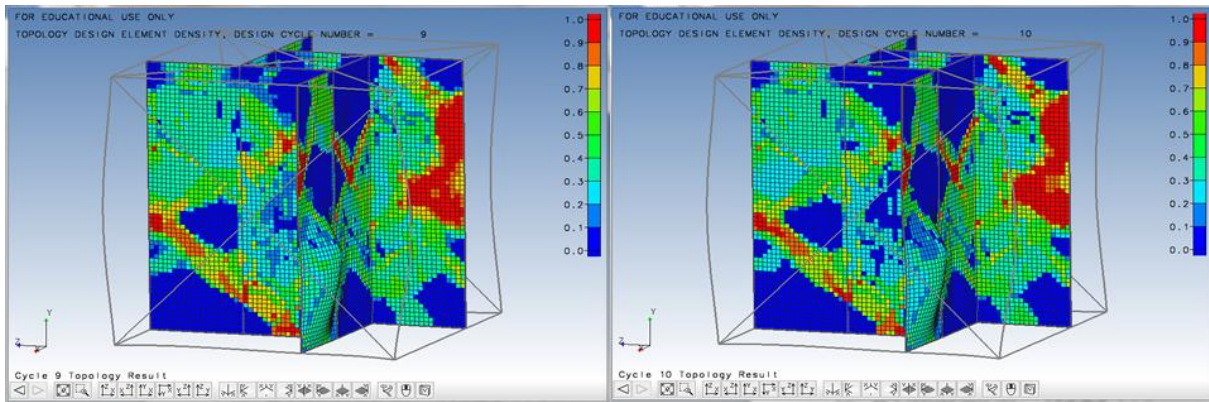 FOR EDUCATIONAL USE ONLY
TOPOLOGY DESIGN ELEMENT DENSITY, DESIGN CYCLE NUMBER = 9
1.0
0.9
0.8
0.7
0.6
0.5
0.4
0.3
0.2
0.1
0.0
Y
Z
Cycle 9 Topology Result
FOR EDUCATIONAL USE ONLY
TOPOLOGY DESIGN ELEMENT DENSITY, DESIGN CYCLE NUMBER = 10
1.0
0.9
0.8
0.7
0.6
0.5
0.4
0.3
0.2
0.1
0.0
Y
Z
Cycle 10 Topology Result